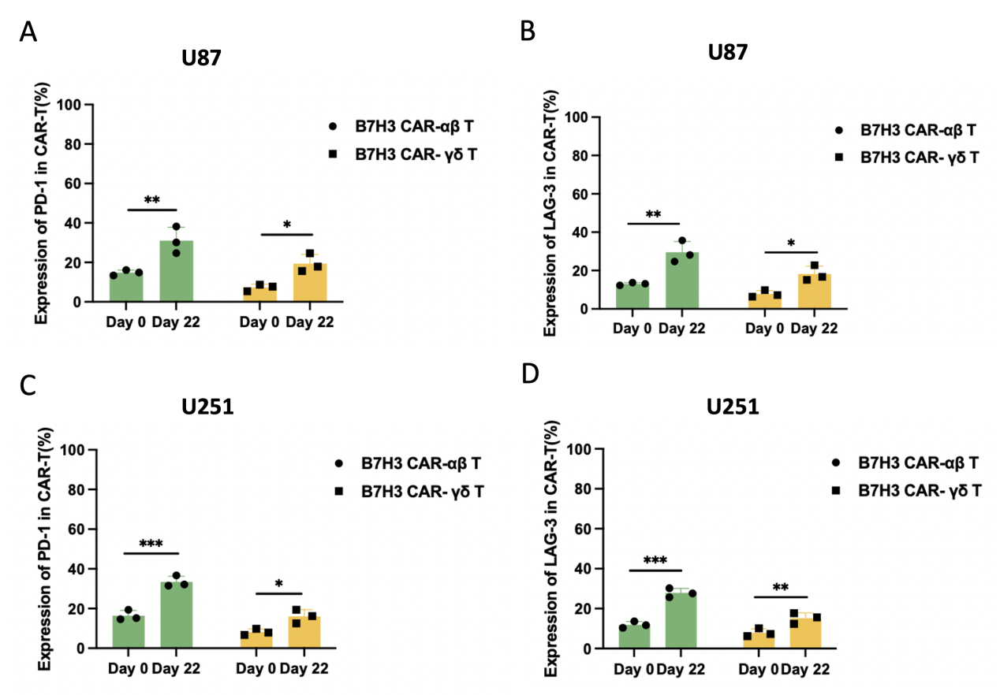 A
U87
Expression of PD-1 in CAR-T(%)
100
80
60
40
20
0
** 
*
Day 0 Day 22
Day 0 Day 22
B7H3 CAR-αβ T
B7H3 CAR- γδ T
B
U87
Expression of LAG-3 in CAR-T(%)
100
80
60
40
20
0
**
*
Day 0 Day 22
Day 0 Day 22
B7H3 CAR-αβ T
B7H3 CAR- γδ T
C
U251
Expression of PD-1 in CAR-T(%)
100
80
60
40
20
0
***
*
Day 0 Day 22
Day 0 Day 22
B7H3 CAR-αβ T
B7H3 CAR- γδ T
D
U251
Expression of LAG-3 in CAR-T(%)
100
80
60
40
20
0
***
**
Day 0 Day 22
Day 0 Day 22
B7H3 CAR-αβ T
B7H3 CAR- γδ T